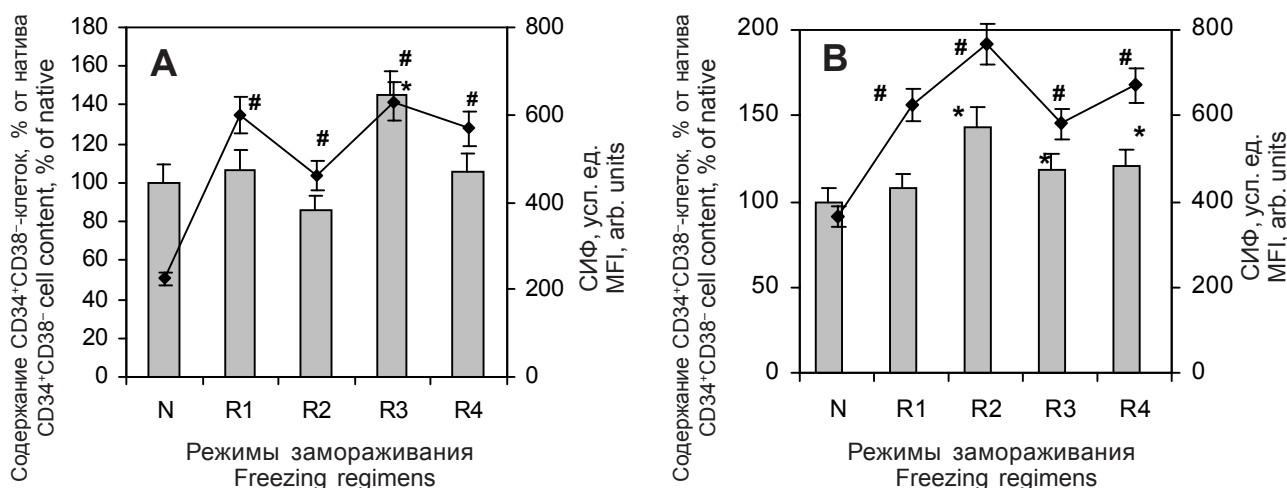 Содержание CD34⁺CD38⁻-клеток, % от натива
CD34⁺CD38⁻ cell content, % of native
180
160
140
120
100
80
60
40
20
0
A
#
#
#
*
#
800
600
400
200
0
СИФ, усл. ед.
MFI, arb. units
N R1 R2 R3 R4
Режимы замораживания
Freezing regimens
Содержание CD34⁺CD38⁻-клеток, % от натива
CD34⁺CD38⁻ cell content, % of native
200
150
100
50
0
B
#
#
*
#
*
#
*
800
600
400
200
0
СИФ, усл. ед.
MFI, arb. units
N R1 R2 R3 R4
Режимы замораживания
Freezing regimens